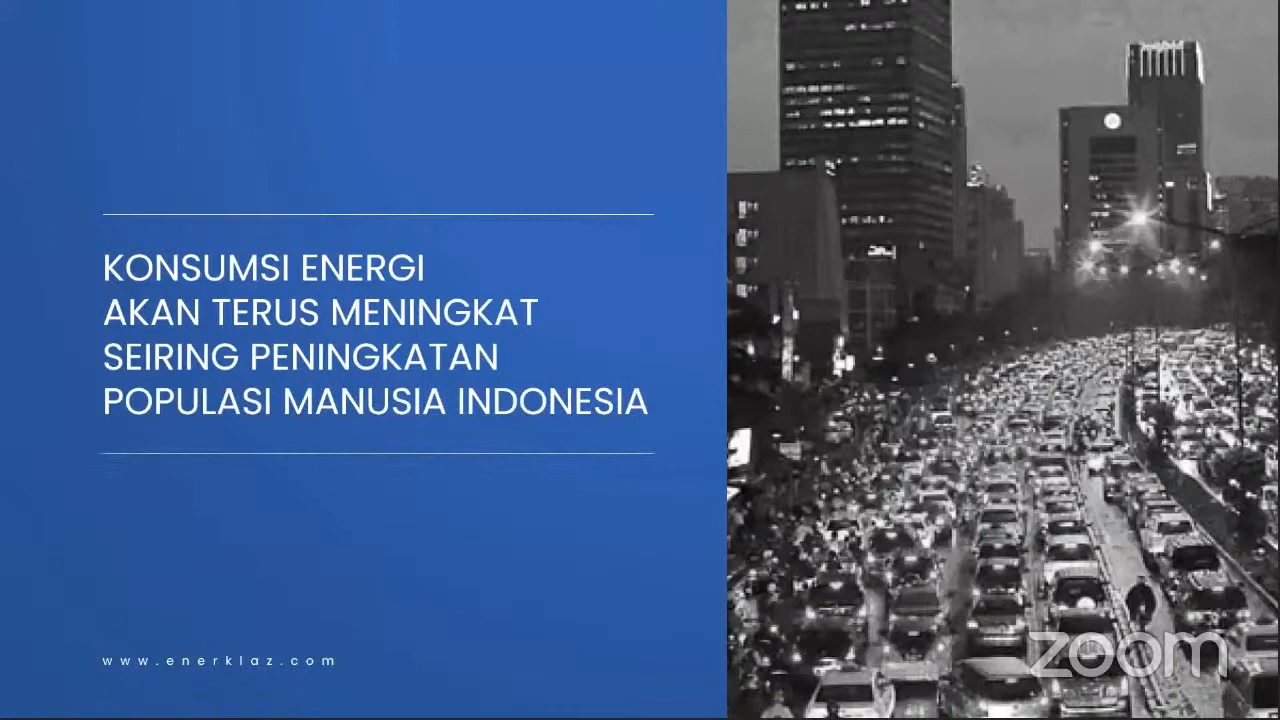 KONSUMSI ENERGI
AKAN TERUS MENINGKAT
SEIRING PENINGKATAN
POPULASI MANUSIA INDONESIA
www.enerklaz.com
zoom